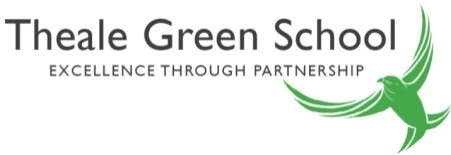 Theale Green School
EXCELLENCE THROUGH PARTNERSHIP